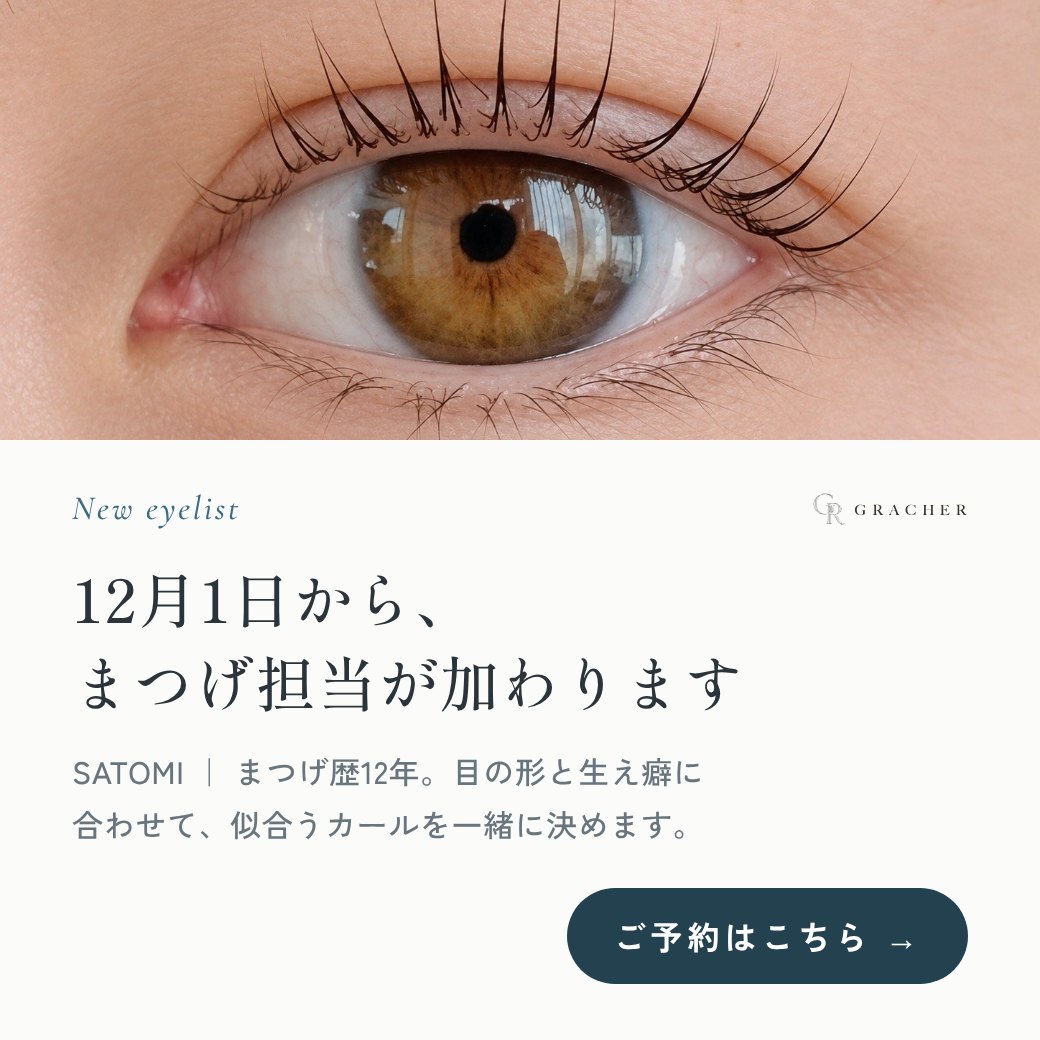 New eyelist
GR GRACHER
12月1日から、
まつげ担当が加わります
SATOMI｜まつげ歴12年。目の形と生え癖に
合わせて、似合うカールを一緒に決めます。
ご予約はこちら →